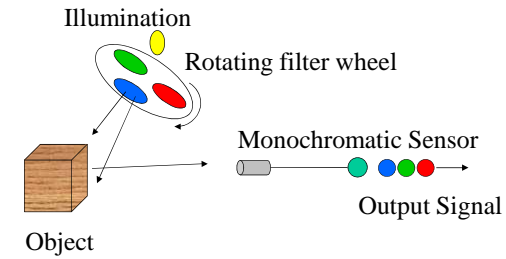 Illumination
Rotating filter wheel
Monochromatic Sensor
Output Signal
Object